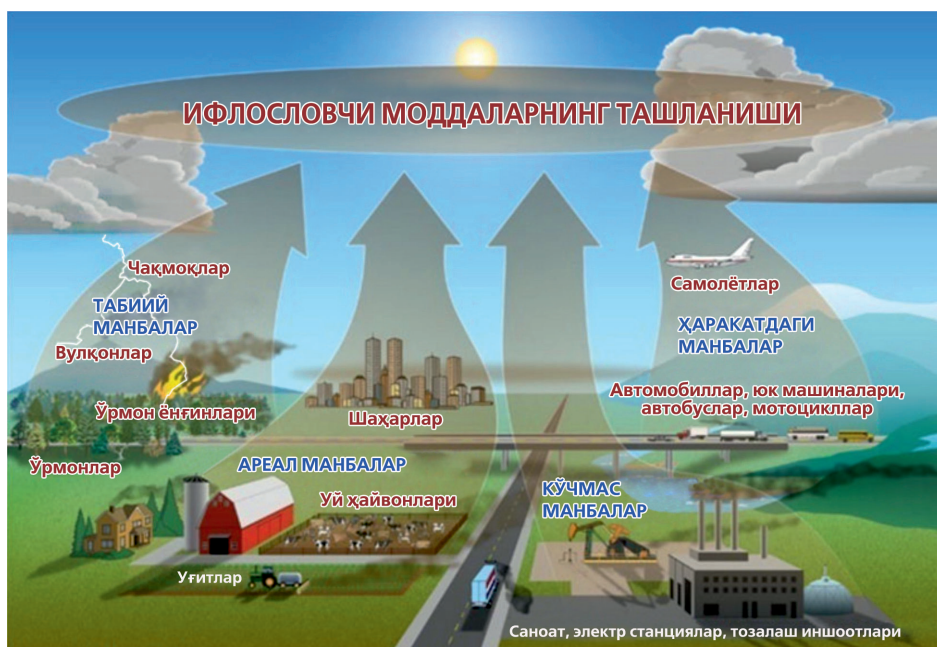 ИФЛОСЛОВЧИ МОДДАЛАРНИНГ ТАШЛАНИШИ
Чақмоқлар
ТАБИИЙ
МАНБАЛАР
Вулқонлар
Ўрмон ёнғинлари
Ўрмонлар
Шаҳарлар
АРЕАЛ МАНБАЛАР
Уй ҳайвонлари
Уғитлар
Самолётлар
ҲАРАКАТДАГИ
МАНБАЛАР
Автомобиллар, юк машиналари,
автобуслар, мотоцикллар
КЎЧМАС
МАНБАЛАР
Саноат, электр станциялар, тозалаш иншоотлари